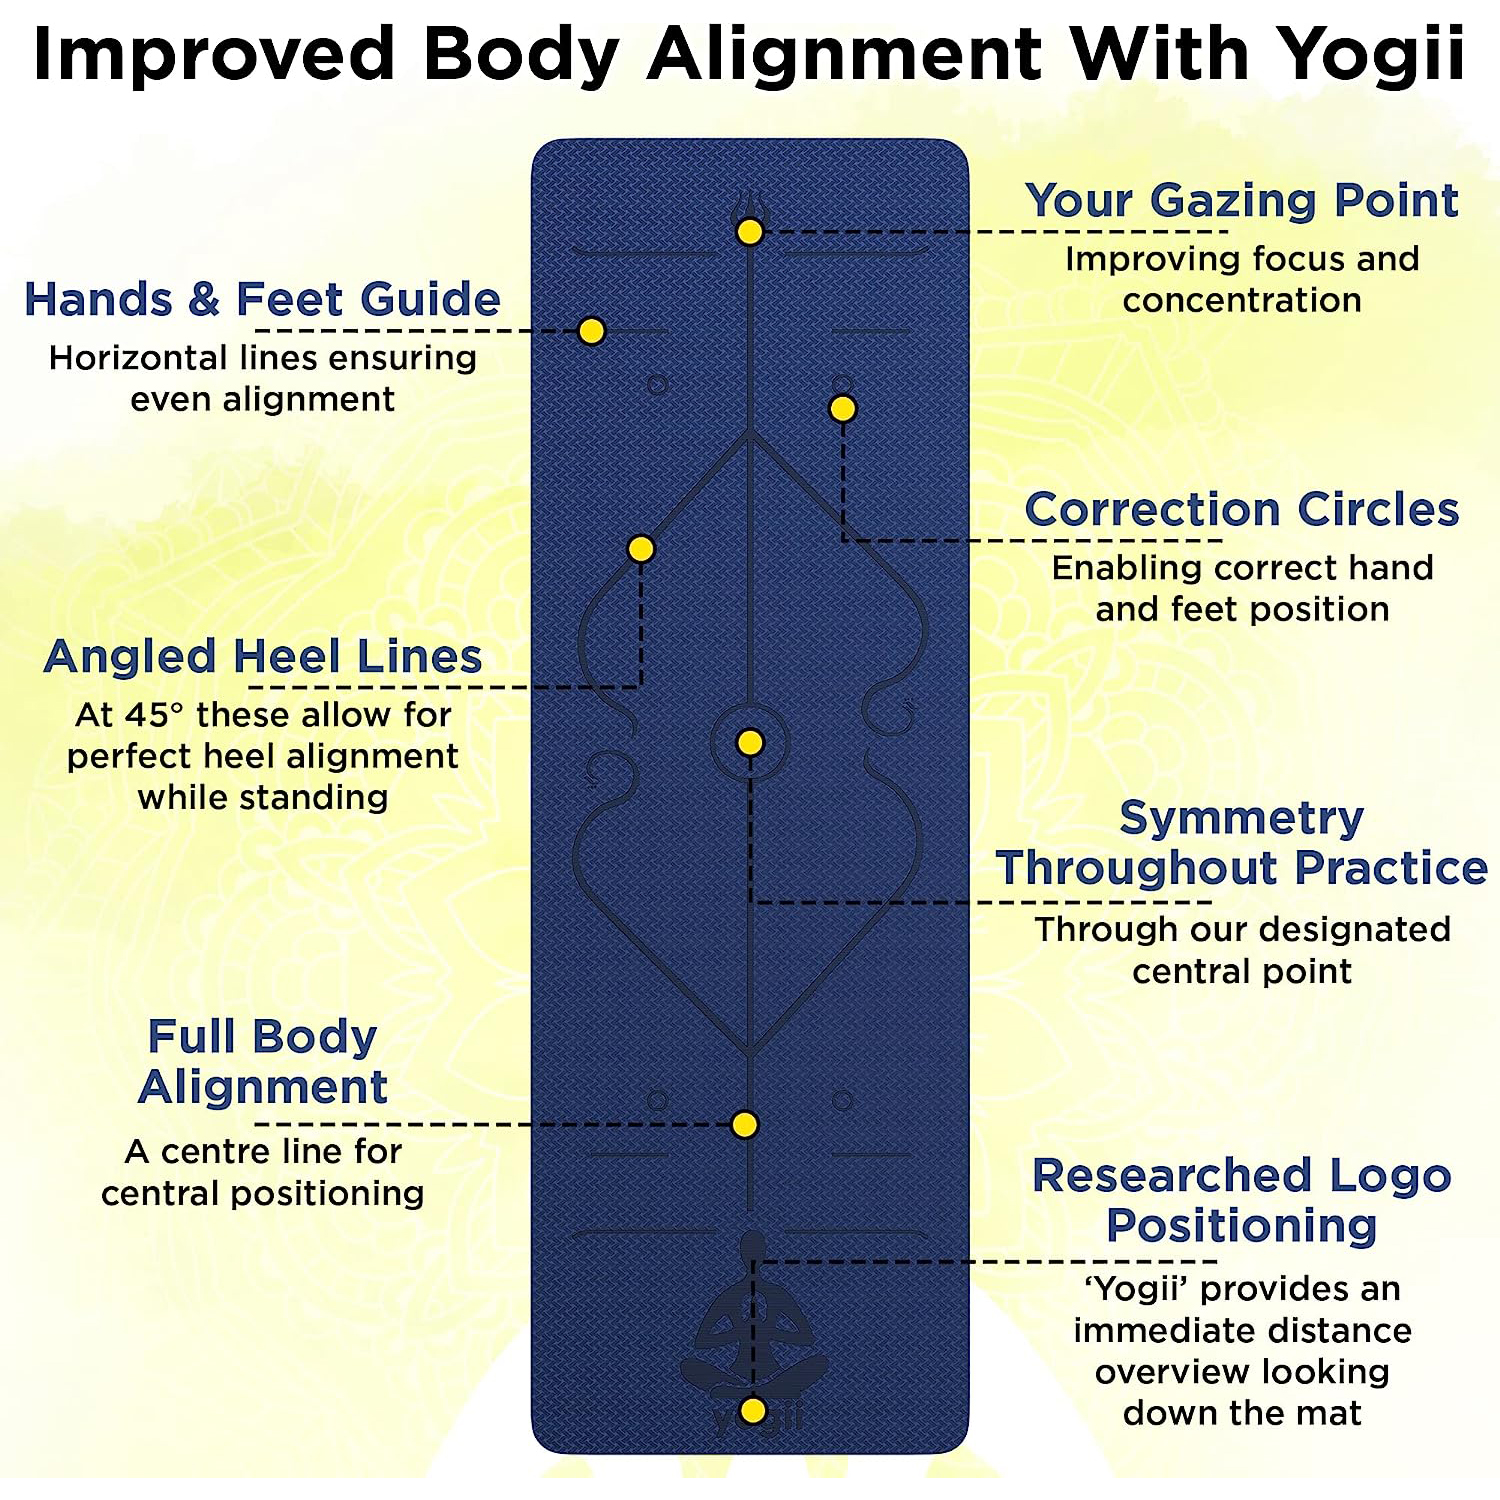 Improved Body Alignment With Yogii
Your Gazing Point
Improving focus and
concentration
Hands & Feet Guide
Horizontal lines ensuring
even alignment
Correction Circles
Enabling correct hand
and feet position
Angled Heel Lines
At 45° these allow for
perfect heel alignment
while standing
Symmetry
Throughout Practice
Through our designated
central point
Full Body
Alignment
A centre line for
central positioning
Researched Logo
Positioning
‘Yogii’ provides an
immediate distance
overview looking
down the mat
yogii